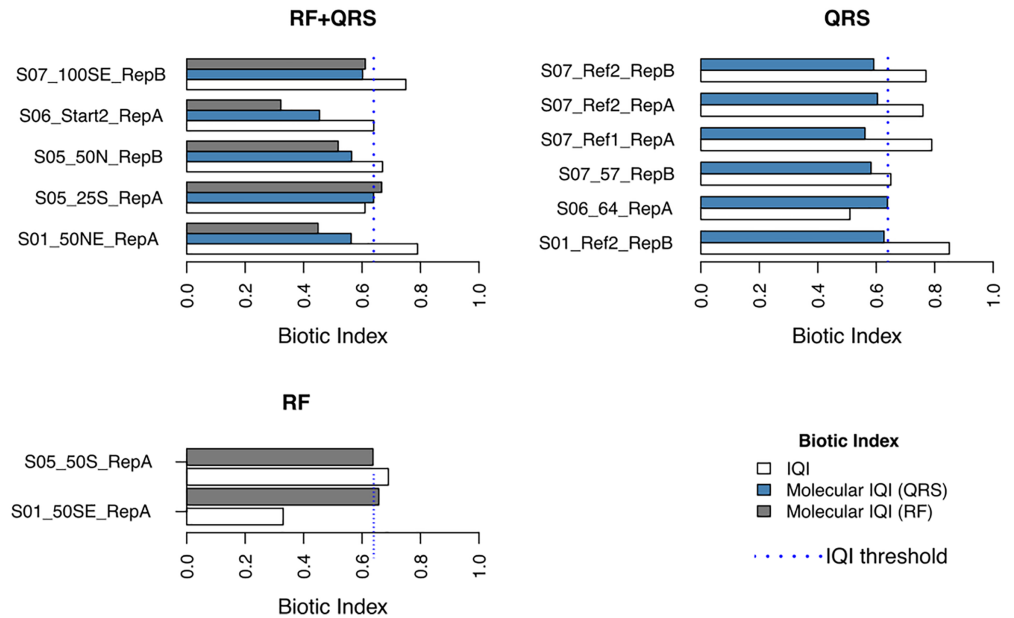 RF+QRS
S07_100SE_RepB
S06_Start2_RepA
S05_50N_RepB
S05_25S_RepA
S01_50NE_RepA
0.0 0.2 0.4 0.6 0.8 1.0
Biotic Index
QRS
S07_Ref2_RepB
S07_Ref2_RepA
S07_Ref1_RepA
S07_57_RepB
S06_64_RepA
S01_Ref2_RepB
0.0 0.2 0.4 0.6 0.8 1.0
Biotic Index
RF
S05_50S_RepA
S01_50SE_RepA
0.0 0.2 0.4 0.6 0.8 1.0
Biotic Index
Biotic Index
IQI
Molecular IQI (QRS)
Molecular IQI (RF)
IQI threshold